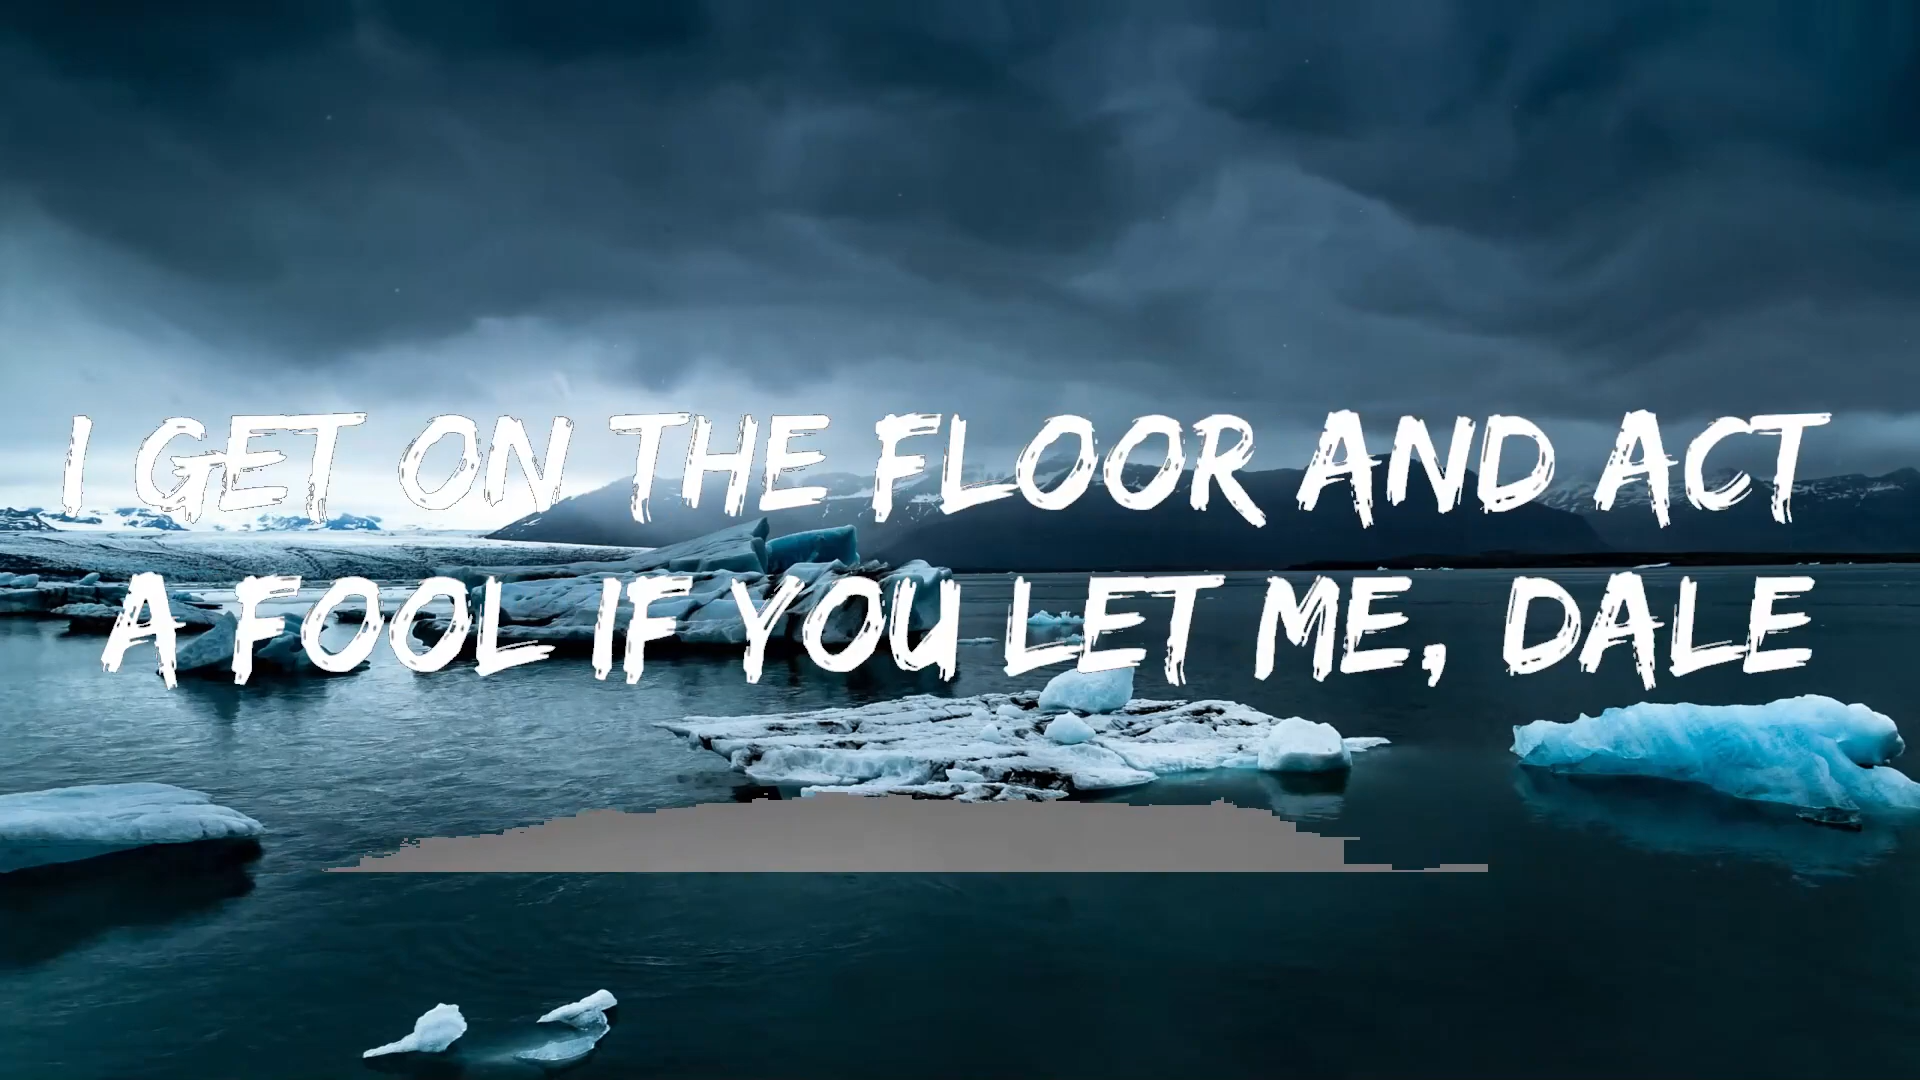 I GET ON THE FLOOR AND ACT
A FOOL IF YOU LET ME, DALE